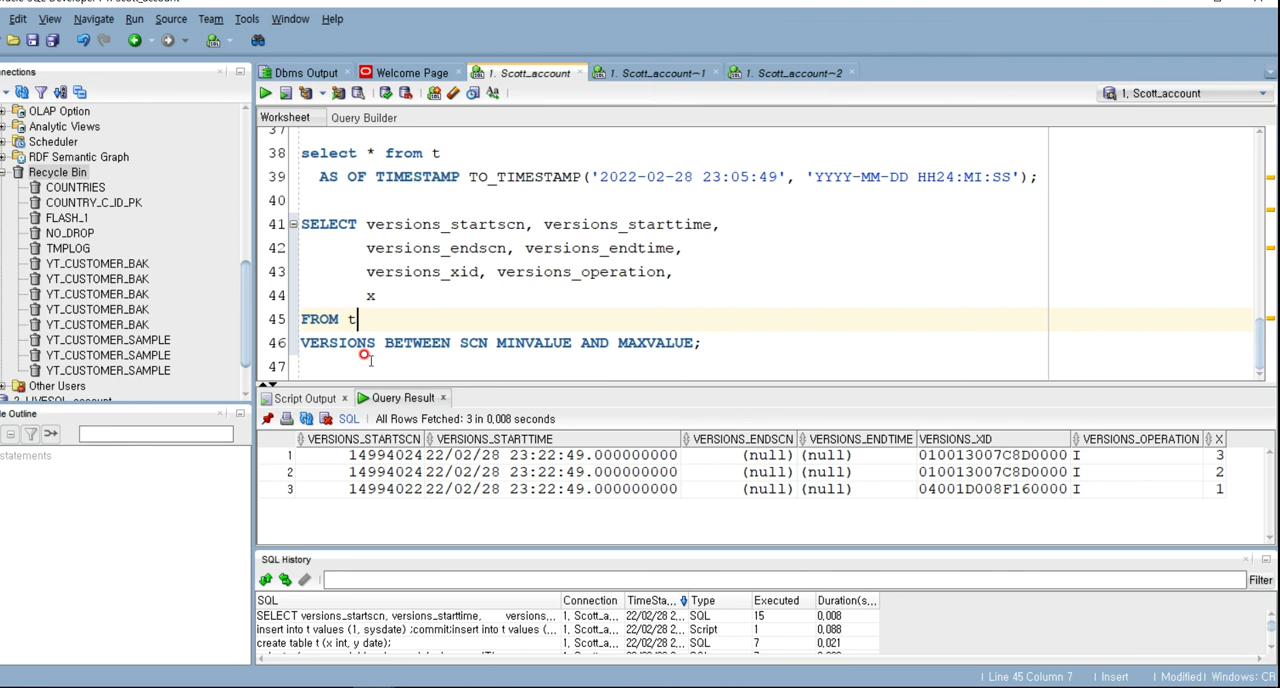 Edit View Navigate Run Source Team Tools Window Help
Connections
Dbms Output Welcome Page 1. Scott_account 1. Scott_account~1 1. Scott_account~2
1. Scott_account
Worksheet Query Builder
OLAP Option
Analytic Views
Scheduler
RDF Semantic Graph
Recycle Bin
COUNTRIES
COUNTRY_C_ID_PK
FLASH_1
NO_DROP
TMPLOG
YT_CUSTOMER_BAK
YT_CUSTOMER_BAK
YT_CUSTOMER_BAK
YT_CUSTOMER_BAK
YT_CUSTOMER_BAK
YT_CUSTOMER_SAMPLE
YT_CUSTOMER_SAMPLE
YT_CUSTOMER_SAMPLE
Other Users
37
38 select * from t
39 AS OF TIMESTAMP TO_TIMESTAMP('2022-02-28 23:05:49', 'YYYY-MM-DD HH24:MI:SS');
40
41 SELECT versions_startscn, versions_starttime,
42 versions_endscn, versions_endtime,
43 versions_xid, versions_operation,
44 x
45 FROM t
46 VERSIONS BETWEEN SCN MINVALUE AND MAXVALUE;
47
Outline
statements
Script Output x Query Result x
SQL | All Rows Fetched: 3 in 0,008 seconds
VERSIONS_STARTSCN VERSIONS_STARTTIME VERSIONS_ENDSCN VERSIONS_ENDTIME VERSIONS_XID VERSIONS_OPERATION X
1 14994024 22/02/28 23:22:49.000000000 (null) (null) 010013007C8D0000 I 3
2 14994024 22/02/28 23:22:49.000000000 (null) (null) 010013007C8D0000 I 2
3 14994022 22/02/28 23:22:49.000000000 (null) (null) 04001D008F160000 I 1
SQL History
Filter
SQL Connection TimeSta... Type Executed Duration(s...
SELECT versions_startscn, versions_starttime, versions... 1, Scott_a... 22/02/28 2... SQL 15 0,008
insert into t values (1, sysdate) ;commit;insert into t values (... 1, Scott_a... 22/02/28 2... Script 1 0,088
create table t (x int, y date); 1, Scott_a... 22/02/28 2... SQL 7 0,021
Line 45 Column 7 | Insert | Modified | Windows: CR